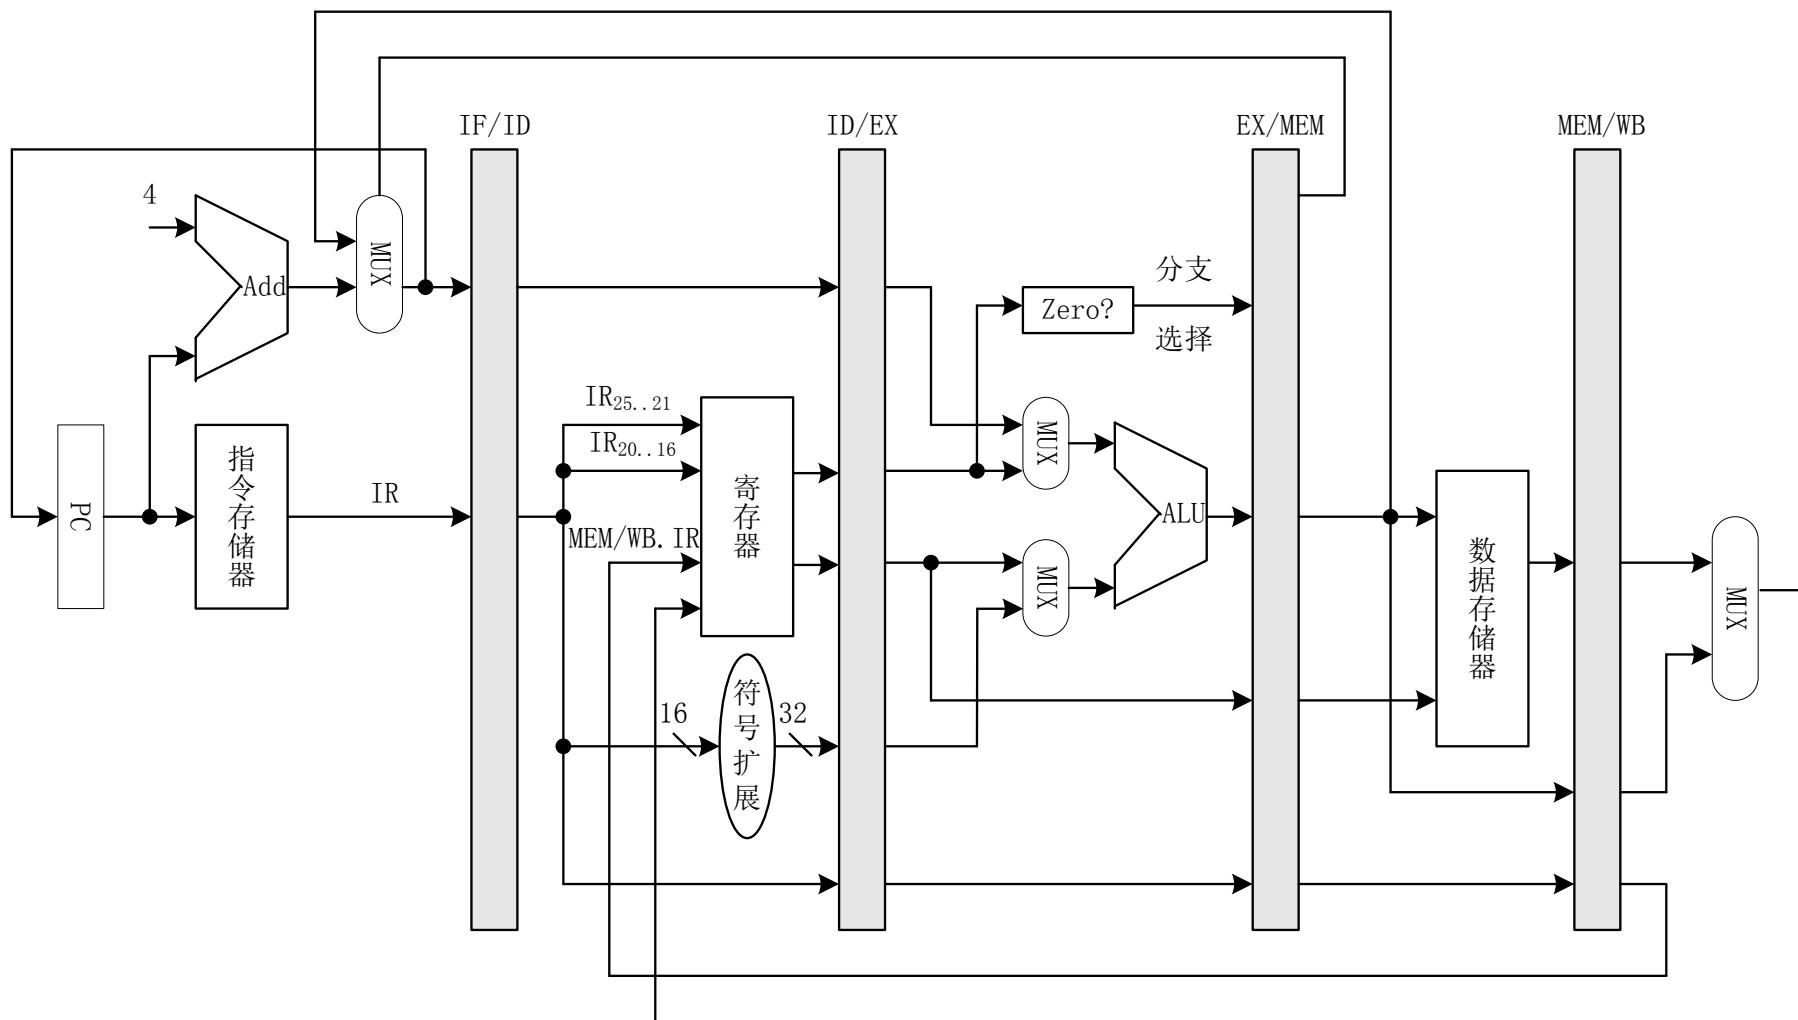 IF/ID
ID/EX
EX/MEM
MEM/WB
4
Add
MUX
分支
Zero?
选择
IR25..21
IR20..16
MUX
指令存储器
IR
PC
寄存器
ALU
MEM/WB.IR
MUX
数据存储器
MUX
16
符号扩展
32